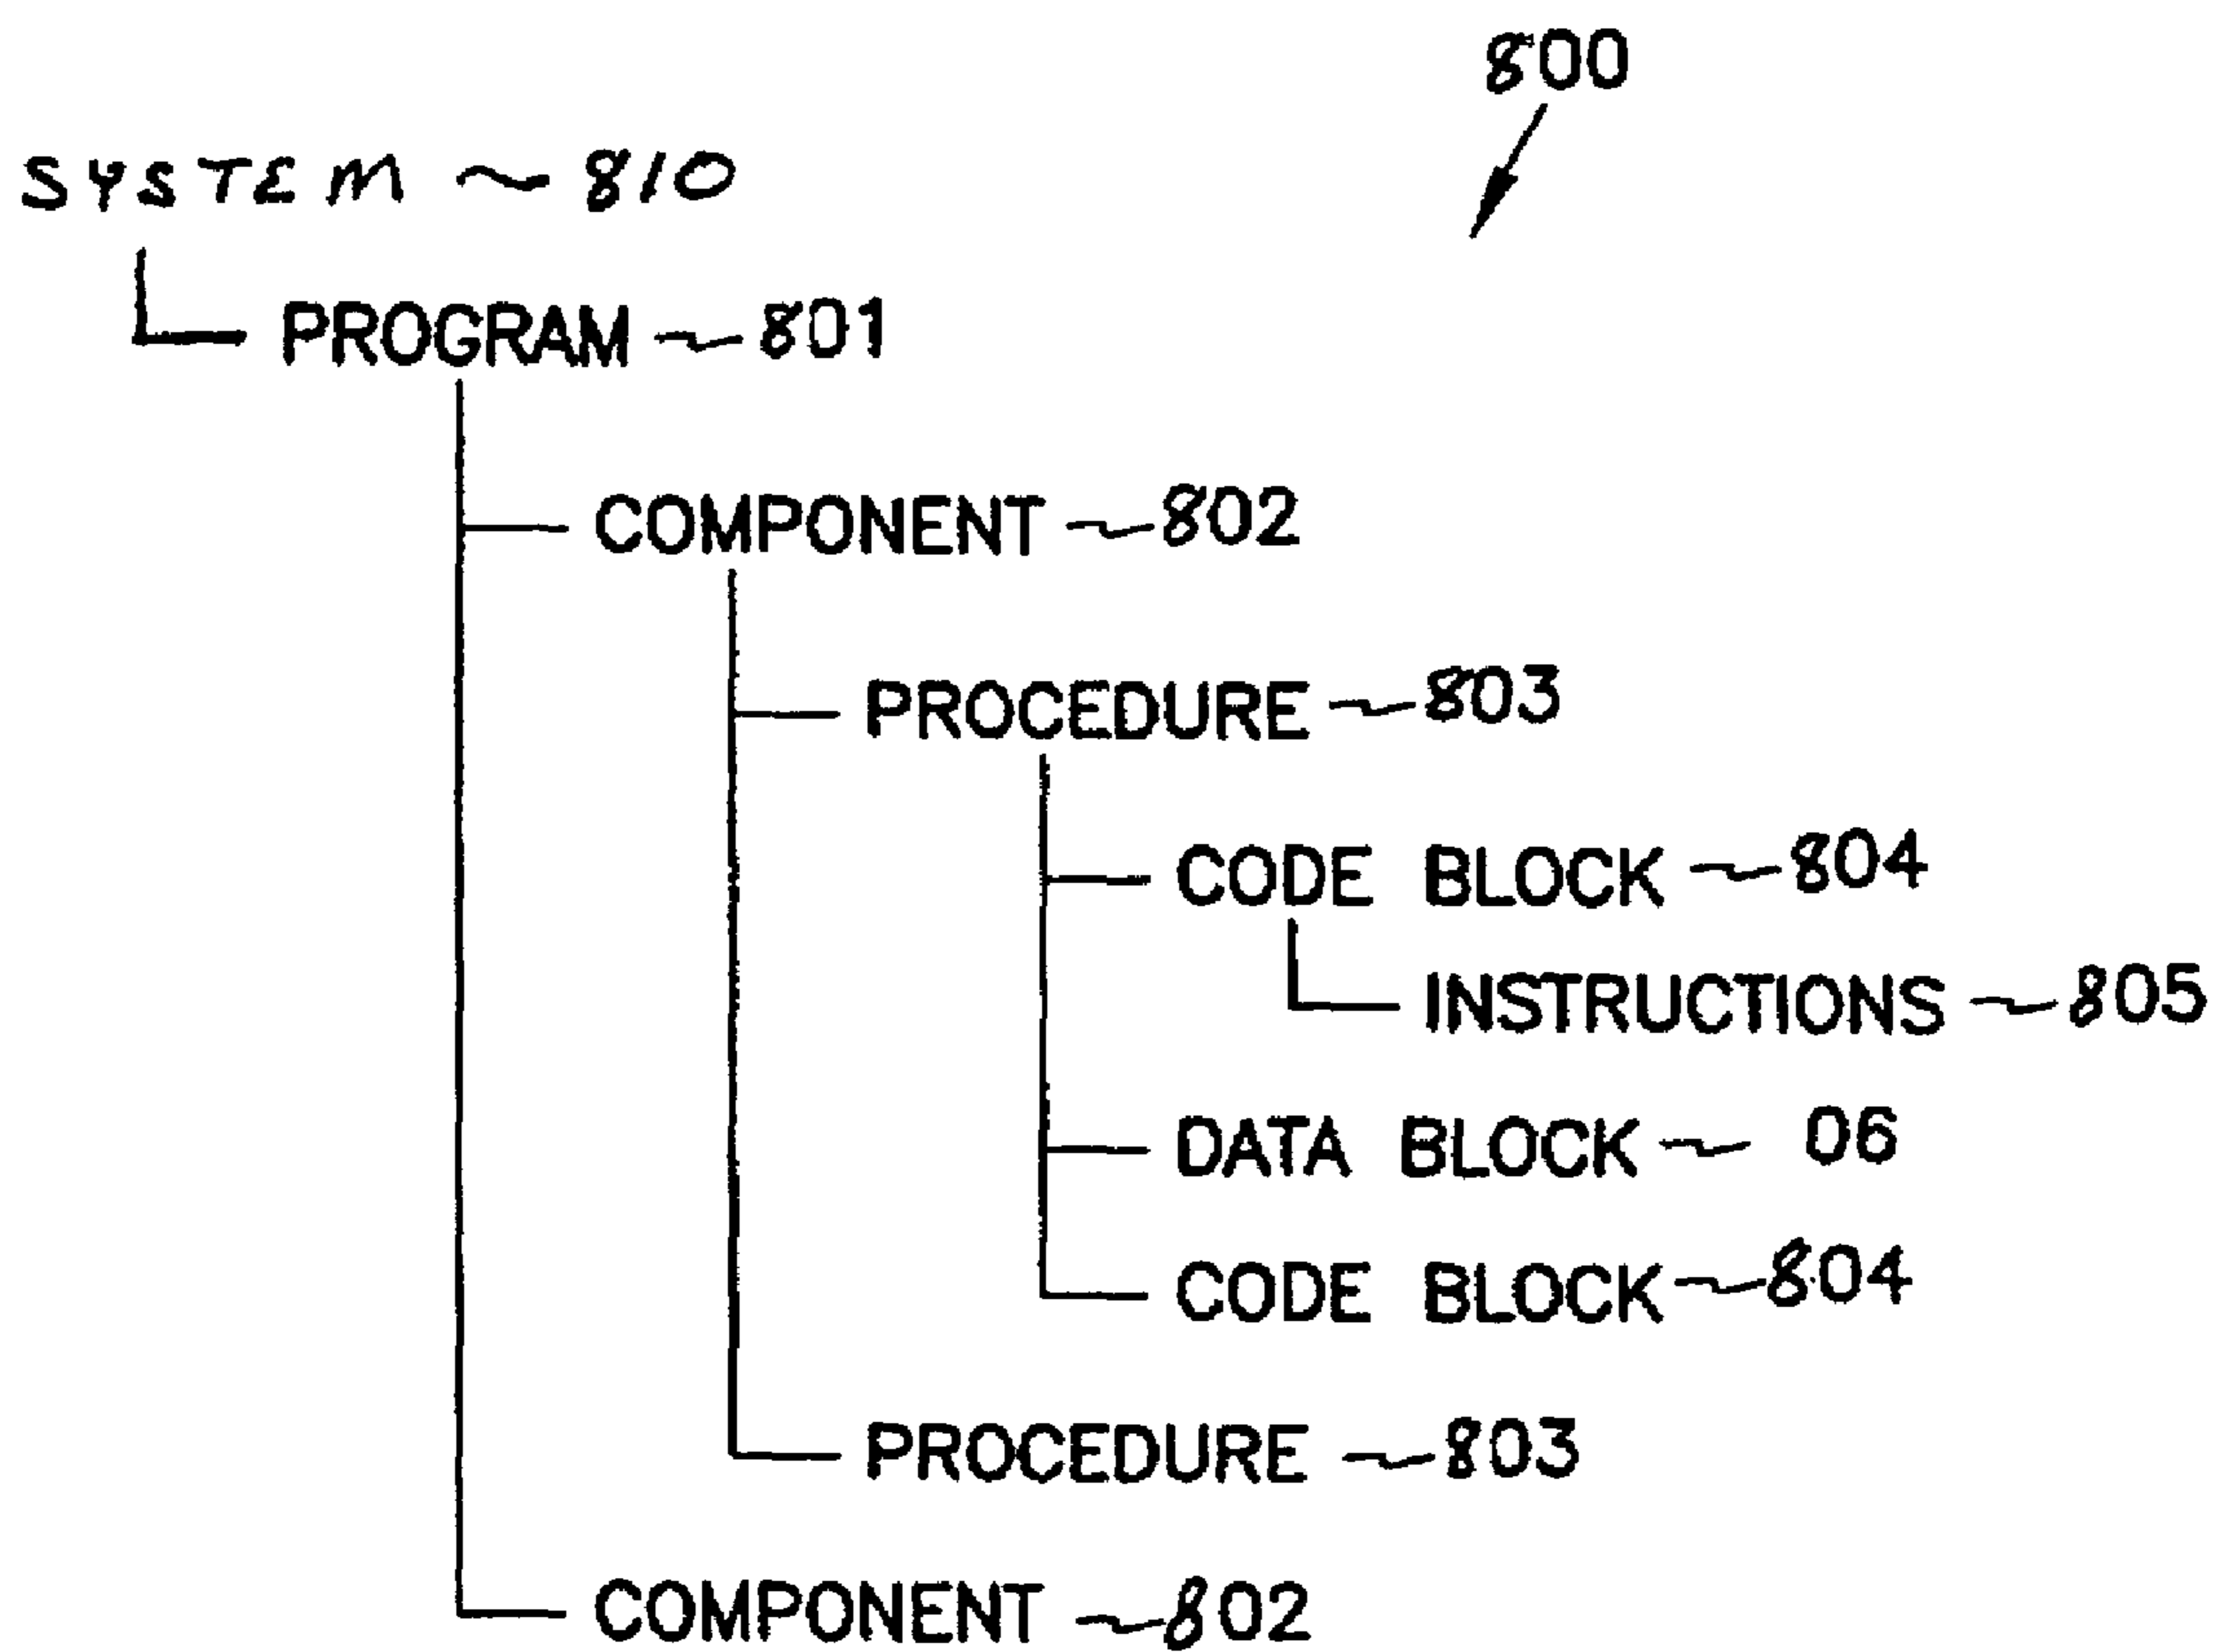 800
SYSTEM ~ 810
PROGRAM ~ 801
COMPONENT ~ 802
PROCEDURE ~ 803
CODE BLOCK ~ 804
INSTRUCTIONS ~ 805
DATA BLOCK ~ 06
CODE BLOCK ~ 804
PROCEDURE ~ 803
COMPONENT ~ 802